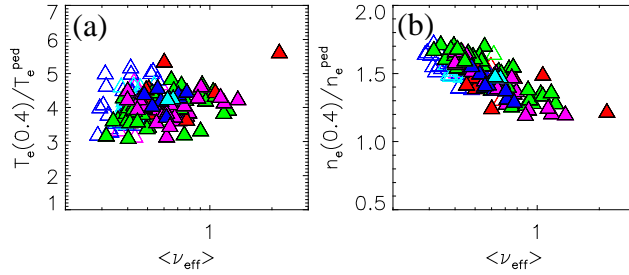 (a)
T_e(0.4)/T_e^ped
7
6
5
4
3
2
1
1
<ν_eff>
(b)
n_e(0.4)/n_e^ped
2.0
1.5
1.0
0.5
1
<ν_eff>